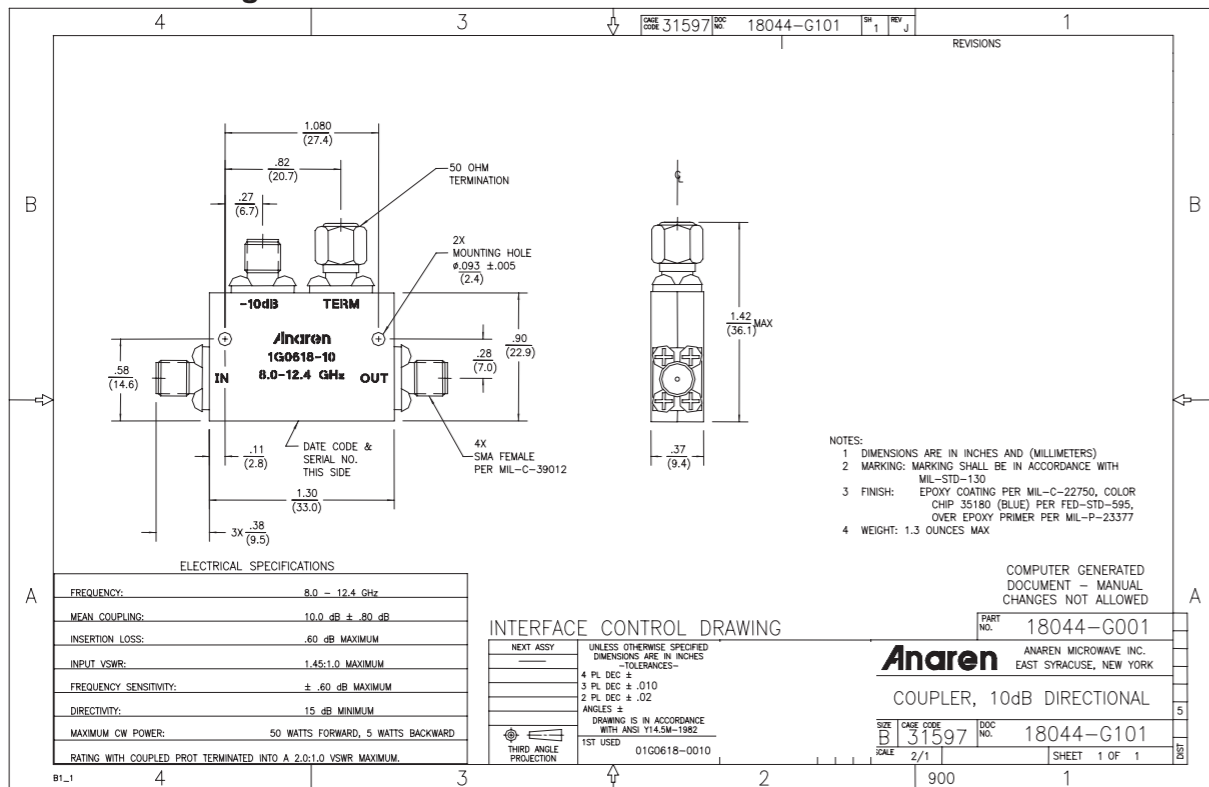 4
3
CAGE CODE 31597 DOC NO. 18044-G101 SH 1 REV J
1
REVISIONS
1.080
(27.4)
.82
(20.7)
.27
(6.7)
50 OHM
TERMINATION
℄
B
B
2X
MOUNTING HOLE
ø.093 ±.005
(2.4)
-10dB TERM
Anaren
1G0618-10
8.0-12.4 GHz
IN
OUT
.58
(14.6)
.28
(7.0)
.90
(22.9)
1.42
(36.1)
MAX
.11
(2.8)
DATE CODE &
SERIAL NO.
THIS SIDE
4X
SMA FEMALE
PER MIL-C-39012
.37
(9.4)
1.30
(33.0)
3X .38
(9.5)
NOTES:
1 DIMENSIONS ARE IN INCHES AND (MILLIMETERS)
2 MARKING: MARKING SHALL BE IN ACCORDANCE WITH
MIL-STD-130
3 FINISH: EPOXY COATING PER MIL-C-22750, COLOR
CHIP 35180 (BLUE) PER FED-STD-595,
OVER EPOXY PRIMER PER MIL-P-23377
4 WEIGHT: 1.3 OUNCES MAX
COMPUTER GENERATED
DOCUMENT - MANUAL
CHANGES NOT ALLOWED
A
A
ELECTRICAL SPECIFICATIONS
FREQUENCY: 8.0 - 12.4 GHz
MEAN COUPLING: 10.0 dB ± .80 dB
INSERTION LOSS: .60 dB MAXIMUM
INPUT VSWR: 1.45:1.0 MAXIMUM
FREQUENCY SENSITIVITY: ± .60 dB MAXIMUM
DIRECTIVITY: 15 dB MINIMUM
MAXIMUM CW POWER: 50 WATTS FORWARD, 5 WATTS BACKWARD
RATING WITH COUPLED PROT TERMINATED INTO A 2.0:1.0 VSWR MAXIMUM.
INTERFACE CONTROL DRAWING
NEXT ASSY
UNLESS OTHERWISE SPECIFIED
DIMENSIONS ARE IN INCHES
-TOLERANCES-
4 PL DEC ±
3 PL DEC ± .010
2 PL DEC ± .02
ANGLES ±
DRAWING IS IN ACCORDANCE
WITH ANSI Y14.5M-1982
THIRD ANGLE
PROJECTION
1ST USED
01G0618-0010
PART NO. 18044-G001
Anaren
ANAREN MICROWAVE INC.
EAST SYRACUSE, NEW YORK
COUPLER, 10dB DIRECTIONAL
SIZE B CAGE CODE 31597 DOC NO. 18044-G101
SCALE 2/1 SHEET 1 OF 1
5
DIST
B1_1
4
3
2
900
1